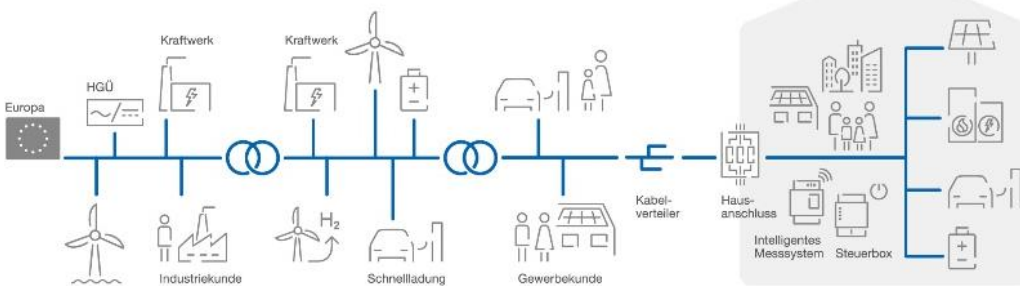 Europa
HGÜ
Kraftwerk
Kraftwerk
H₂
Industriekunde
Schnellladung
Gewerbekunde
Kabel-
verteiler
Haus-
anschluss
Intelligentes
Messsystem
Steuerbox